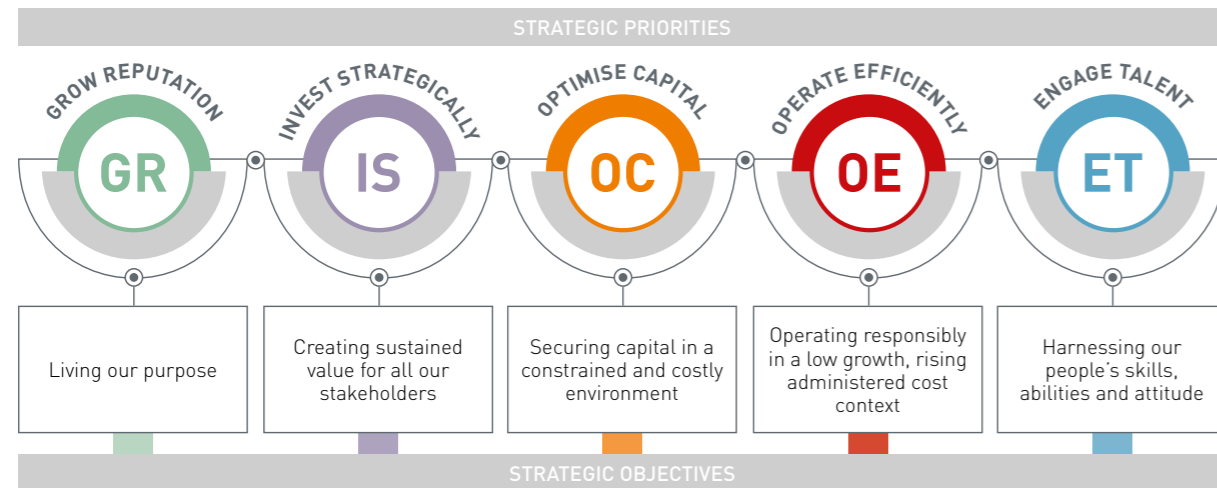 STRATEGIC PRIORITIES
GROW REPUTATION
INVEST STRATEGICALLY
OPTIMISE CAPITAL
OPERATE EFFICIENTLY
ENGAGE TALENT
GR
IS
OC
OE
ET
Living our purpose
Creating sustained
value for all our
stakeholders
Securing capital in a
constrained and costly
environment
Operating responsibly
in a low growth, rising
administered cost
context
Harnessing our
people's skills,
abilities and attitude
STRATEGIC OBJECTIVES